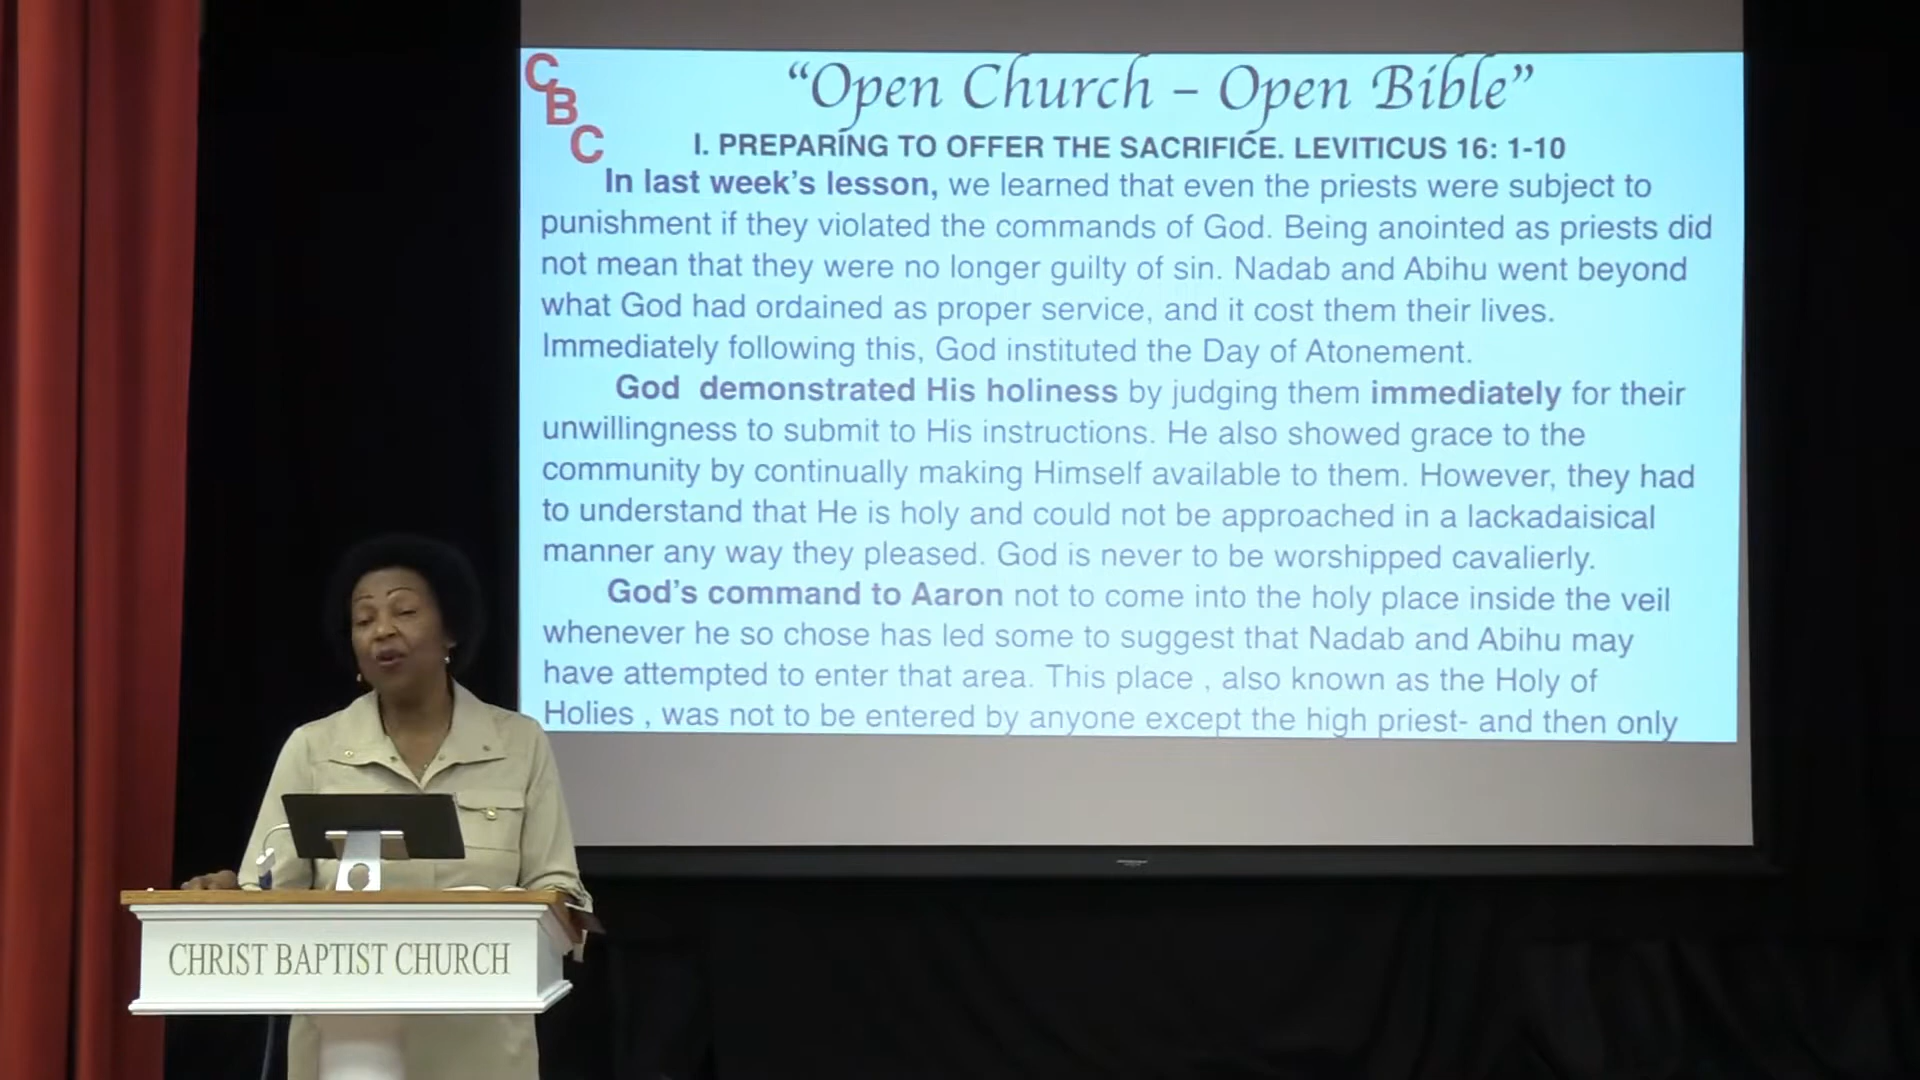 CBC
“Open Church – Open Bible”
I. PREPARING TO OFFER THE SACRIFICE. LEVITICUS 16: 1-10
In last week’s lesson, we learned that even the priests were subject to
punishment if they violated the commands of God. Being anointed as priests did
not mean that they were no longer guilty of sin. Nadab and Abihu went beyond
what God had ordained as proper service, and it cost them their lives.
Immediately following this, God instituted the Day of Atonement.
God demonstrated His holiness by judging them immediately for their
unwillingness to submit to His instructions. He also showed grace to the
community by continually making Himself available to them. However, they had
to understand that He is holy and could not be approached in a lackadaisical
manner any way they pleased. God is never to be worshipped cavalierly.
God’s command to Aaron not to come into the holy place inside the veil
whenever he so chose has led some to suggest that Nadab and Abihu may
have attempted to enter that area. This place , also known as the Holy of
Holies , was not to be entered by anyone except the high priest- and then only
CHRIST BAPTIST CHURCH